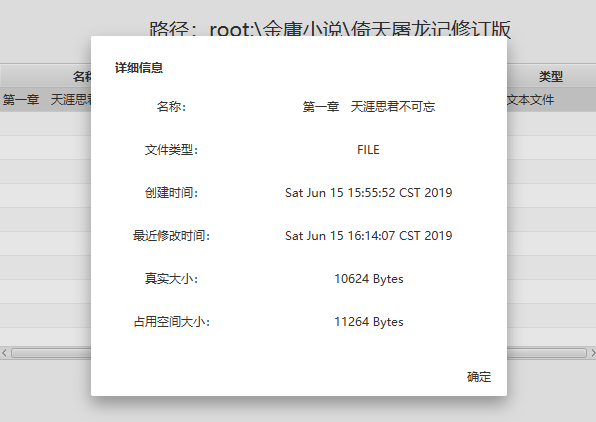 路径：root:\金庸小说\倚天屠龙记修订版
详细信息
类型
第一章 天涯思
文本文件
名称：
第一章 天涯思君不可忘
文件类型：
FILE
创建时间：
Sat Jun 15 15:55:52 CST 2019
最近修改时间：
Sat Jun 15 16:14:07 CST 2019
真实大小：
10624 Bytes
占用空间大小：
11264 Bytes
确定